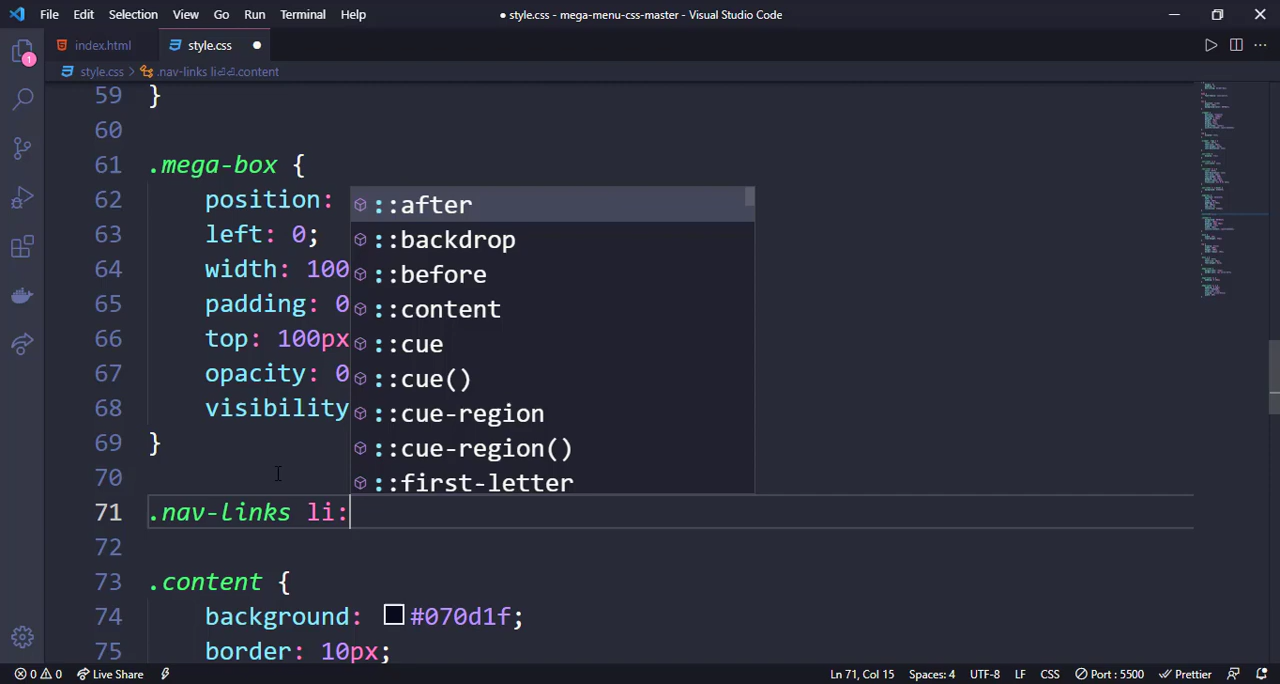 File Edit Selection View Go Run Terminal Help ● style.css - mega-menu-css-master - Visual Studio Code
index.html style.css ●
style.css > .nav-links li⏎⏎.content
1
59 }
60
61 .mega-box {
62 position:
63 left: 0;
64 width: 100
65 padding: 0
66 top: 100px
67 opacity: 0
68 visibility
69 }
70
71 .nav-links li:
72
73 .content {
74 background: #070d1f;
75 border: 10px;
::after
::backdrop
::before
::content
::cue
::cue()
::cue-region
::cue-region()
::first-letter
0 0 Live Share Ln 71, Col 15 Spaces: 4 UTF-8 LF CSS Port : 5500 Prettier